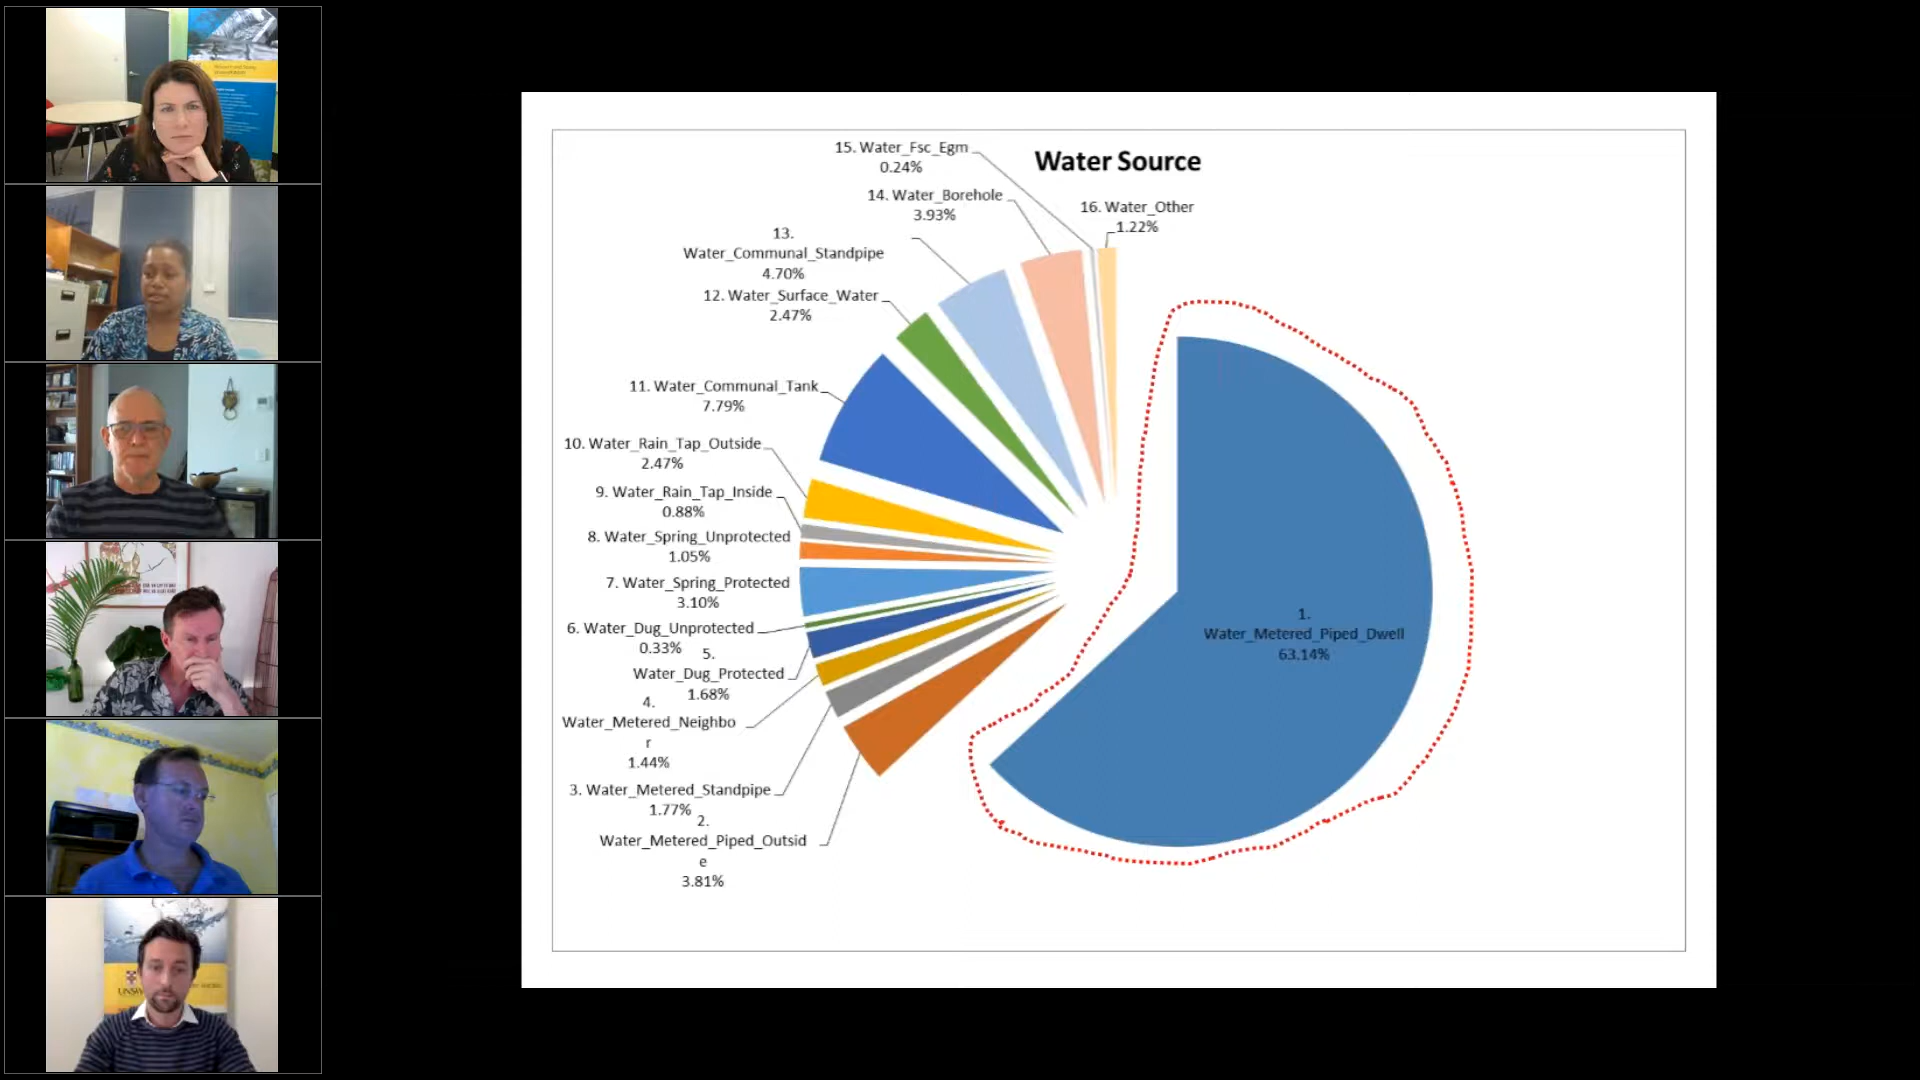 Water Source
15. Water_Fsc_Egm
0.24%
14. Water_Borehole
3.93%
16. Water_Other
1.22%
13.
Water_Communal_Standpipe
4.70%
12. Water_Surface_Water
2.47%
11. Water_Communal_Tank
7.79%
10. Water_Rain_Tap_Outside
2.47%
9. Water_Rain_Tap_Inside
0.88%
8. Water_Spring_Unprotected
1.05%
7. Water_Spring_Protected
3.10%
6. Water_Dug_Unprotected
0.33%
5.
Water_Dug_Protected
1.68%
4.
Water_Metered_Neighbo
r
1.44%
3. Water_Metered_Standpipe
1.77%
2.
Water_Metered_Piped_Outsid
e
3.81%
1.
Water_Metered_Piped_Dwell
63.14%